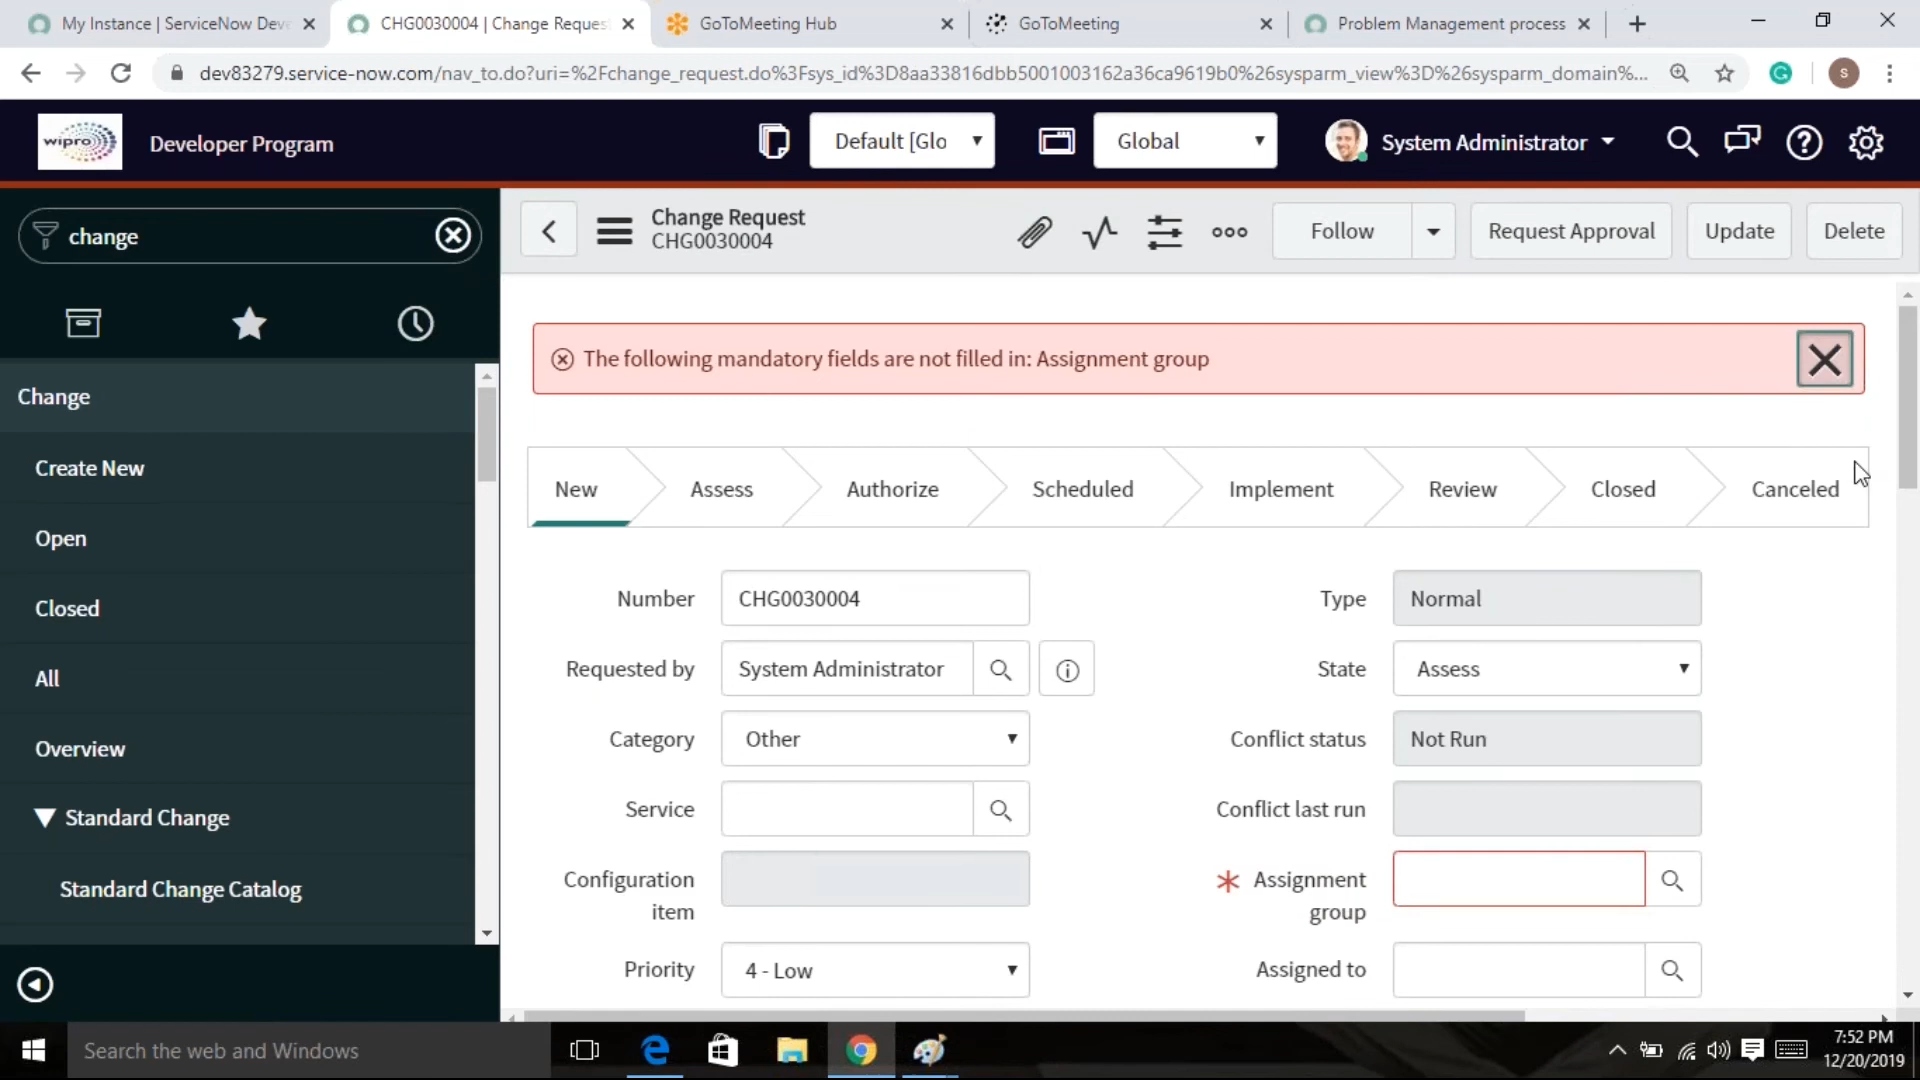 My Instance | ServiceNow Deve
CHG0030004 | Change Reques
GoToMeeting Hub
GoToMeeting
Problem Management process
dev83279.service-now.com/nav_to.do?uri=%2Fchange_request.do%3Fsys_id%3D8aa33816dbb5001003162a36ca9619b0%26sysparm_view%3D%26sysparm_domain%...
s
wipro
Developer Program
Default [Glo
Global
System Administrator
change
Change Request
CHG0030004
Follow
Request Approval
Update
Delete
The following mandatory fields are not filled in: Assignment group
Change
Create New
Open
Closed
All
Overview
Standard Change
Standard Change Catalog
New
Assess
Authorize
Scheduled
Implement
Review
Closed
Canceled
Number
CHG0030004
Type
Normal
Requested by
System Administrator
State
Assess
Category
Other
Conflict status
Not Run
Service
Conflict last run
Configuration
item
Assignment
group
Priority
4 - Low
Assigned to
Search the web and Windows
7:52 PM
12/20/2019